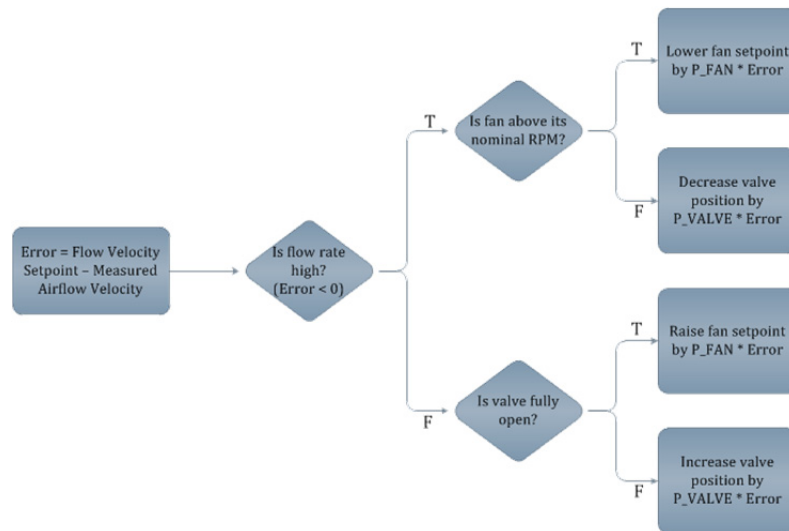 Error = Flow Velocity
Setpoint – Measured
Airflow Velocity
Is flow rate
high?
(Error < 0)
T
F
Is fan above its
nominal RPM?
T
F
Lower fan setpoint
by P_FAN * Error
Decrease valve
position by
P_VALVE * Error
Is valve fully
open?
T
F
Raise fan setpoint
by P_FAN * Error
Increase valve
position by
P_VALVE * Error